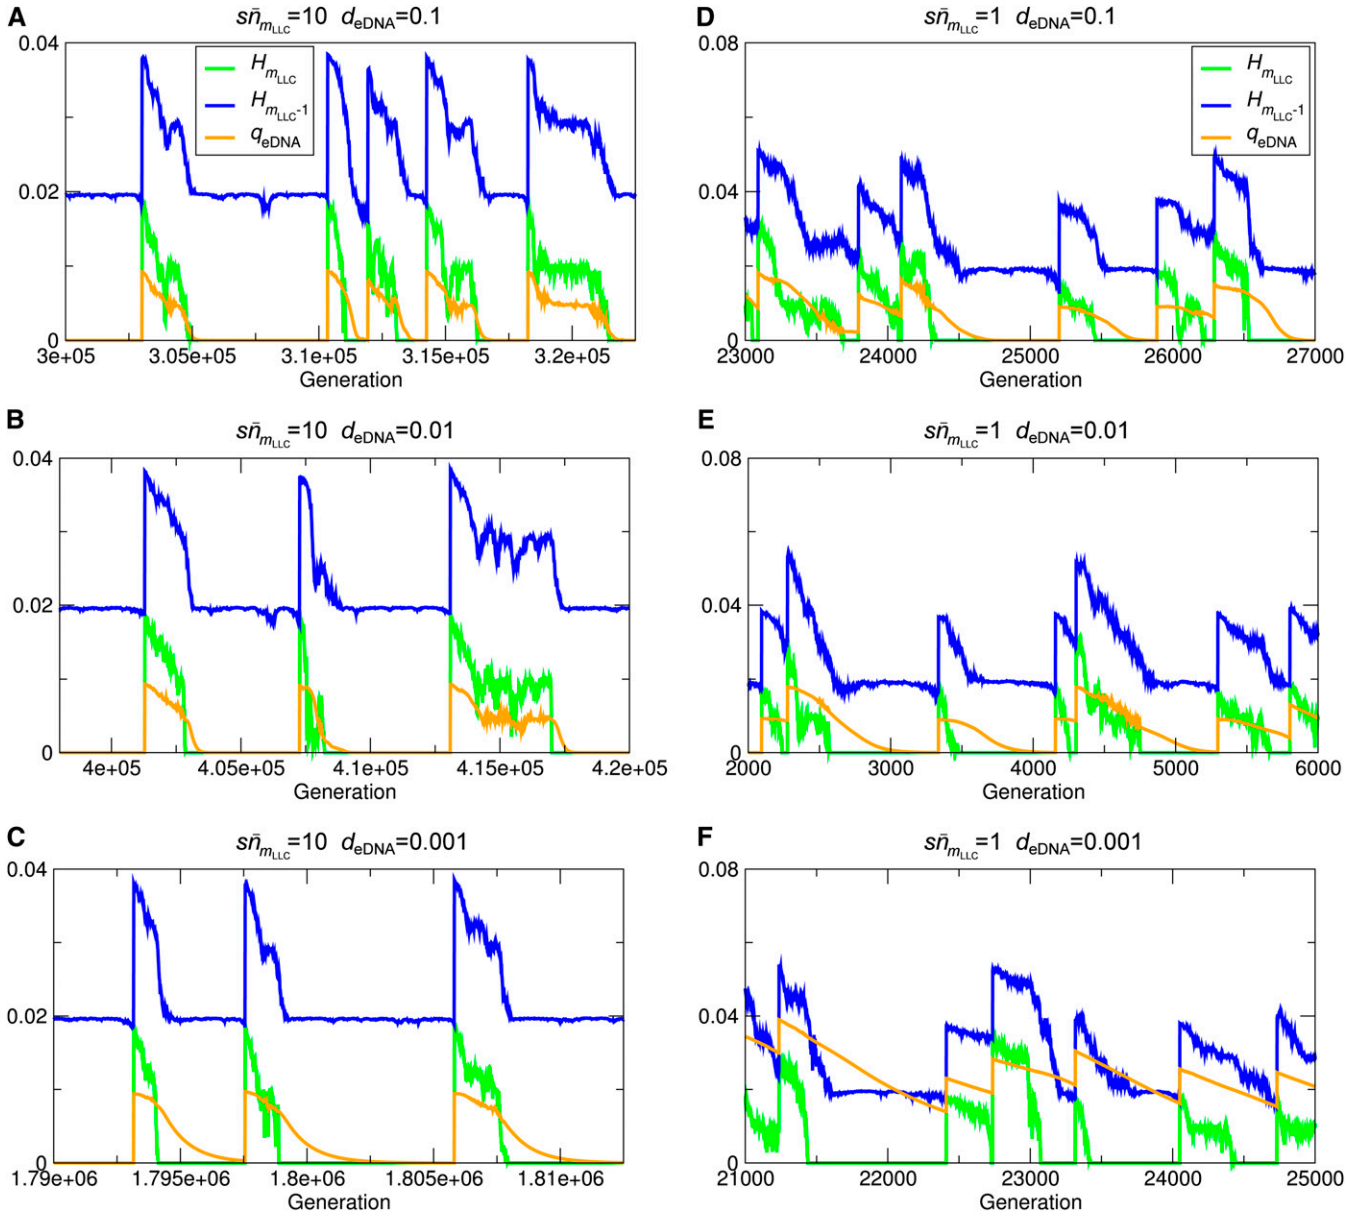 A
sn̄mLLC=10 deDNA=0.1
0.04
0.02
0
HmLLC
HmLLC-1
qeDNA
3e+05 3.05e+05 3.1e+05 3.15e+05 3.2e+05
Generation
D
sn̄mLLC=1 deDNA=0.1
0.08
0.04
0
HmLLC
HmLLC-1
qeDNA
23000 24000 25000 26000 27000
Generation
B
sn̄mLLC=10 deDNA=0.01
0.04
0.02
0
4e+05 4.05e+05 4.1e+05 4.15e+05 4.2e+05
Generation
E
sn̄mLLC=1 deDNA=0.01
0.08
0.04
0
2000 3000 4000 5000 6000
Generation
C
sn̄mLLC=10 deDNA=0.001
0.04
0.02
0
1.79e+06 1.795e+06 1.8e+06 1.805e+06 1.81e+06
Generation
F
sn̄mLLC=1 deDNA=0.001
0.08
0.04
0
21000 22000 23000 24000 25000
Generation